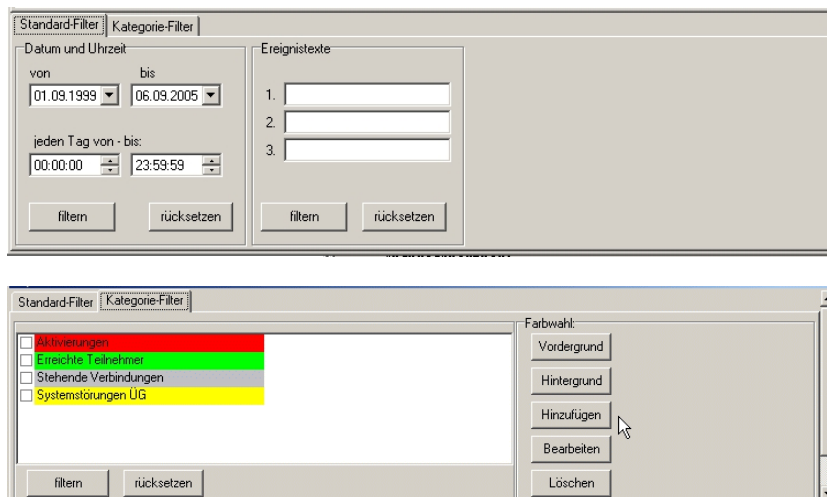 Standard-Filter Kategorie-Filter
Datum und Uhrzeit
von bis
01.09.1999 06.09.2005
jeden Tag von - bis:
00:00:00 23:59:59
filtern rücksetzen
Ereignistexte
1.
2.
3.
filtern rücksetzen
Standard-Filter Kategorie-Filter
Aktivierungen
Erreichte Teilnehmer
Stehende Verbindungen
Systemstörungen ÜG
filtern rücksetzen
Farbwahl:
Vordergrund
Hintergrund
Hinzufügen
Bearbeiten
Löschen